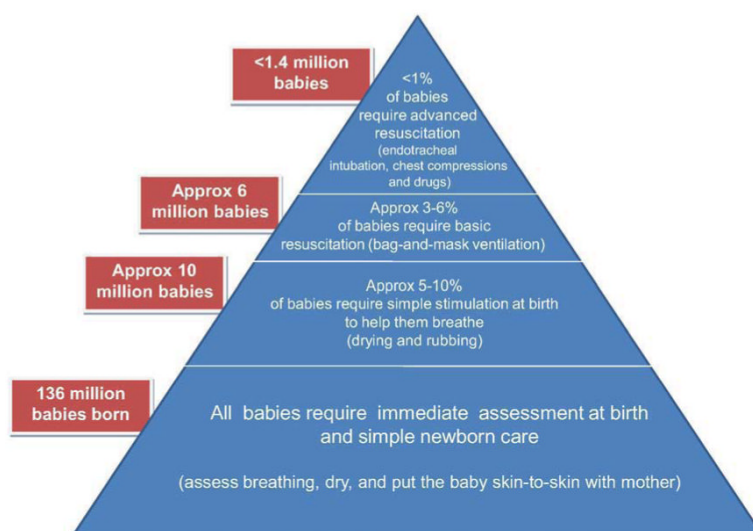 <1.4 million
babies
<1%
of babies
require advanced
resuscitation
(endotracheal
intubation, chest compressions
and drugs)
Approx 6
million babies
Approx 3-6%
of babies require basic
resuscitation (bag-and-mask ventilation)
Approx 10
million babies
Approx 5-10%
of babies require simple stimulation at birth
to help them breathe
(drying and rubbing)
136 million
babies born
All babies require immediate assessment at birth
and simple newborn care
(assess breathing, dry, and put the baby skin-to-skin with mother)